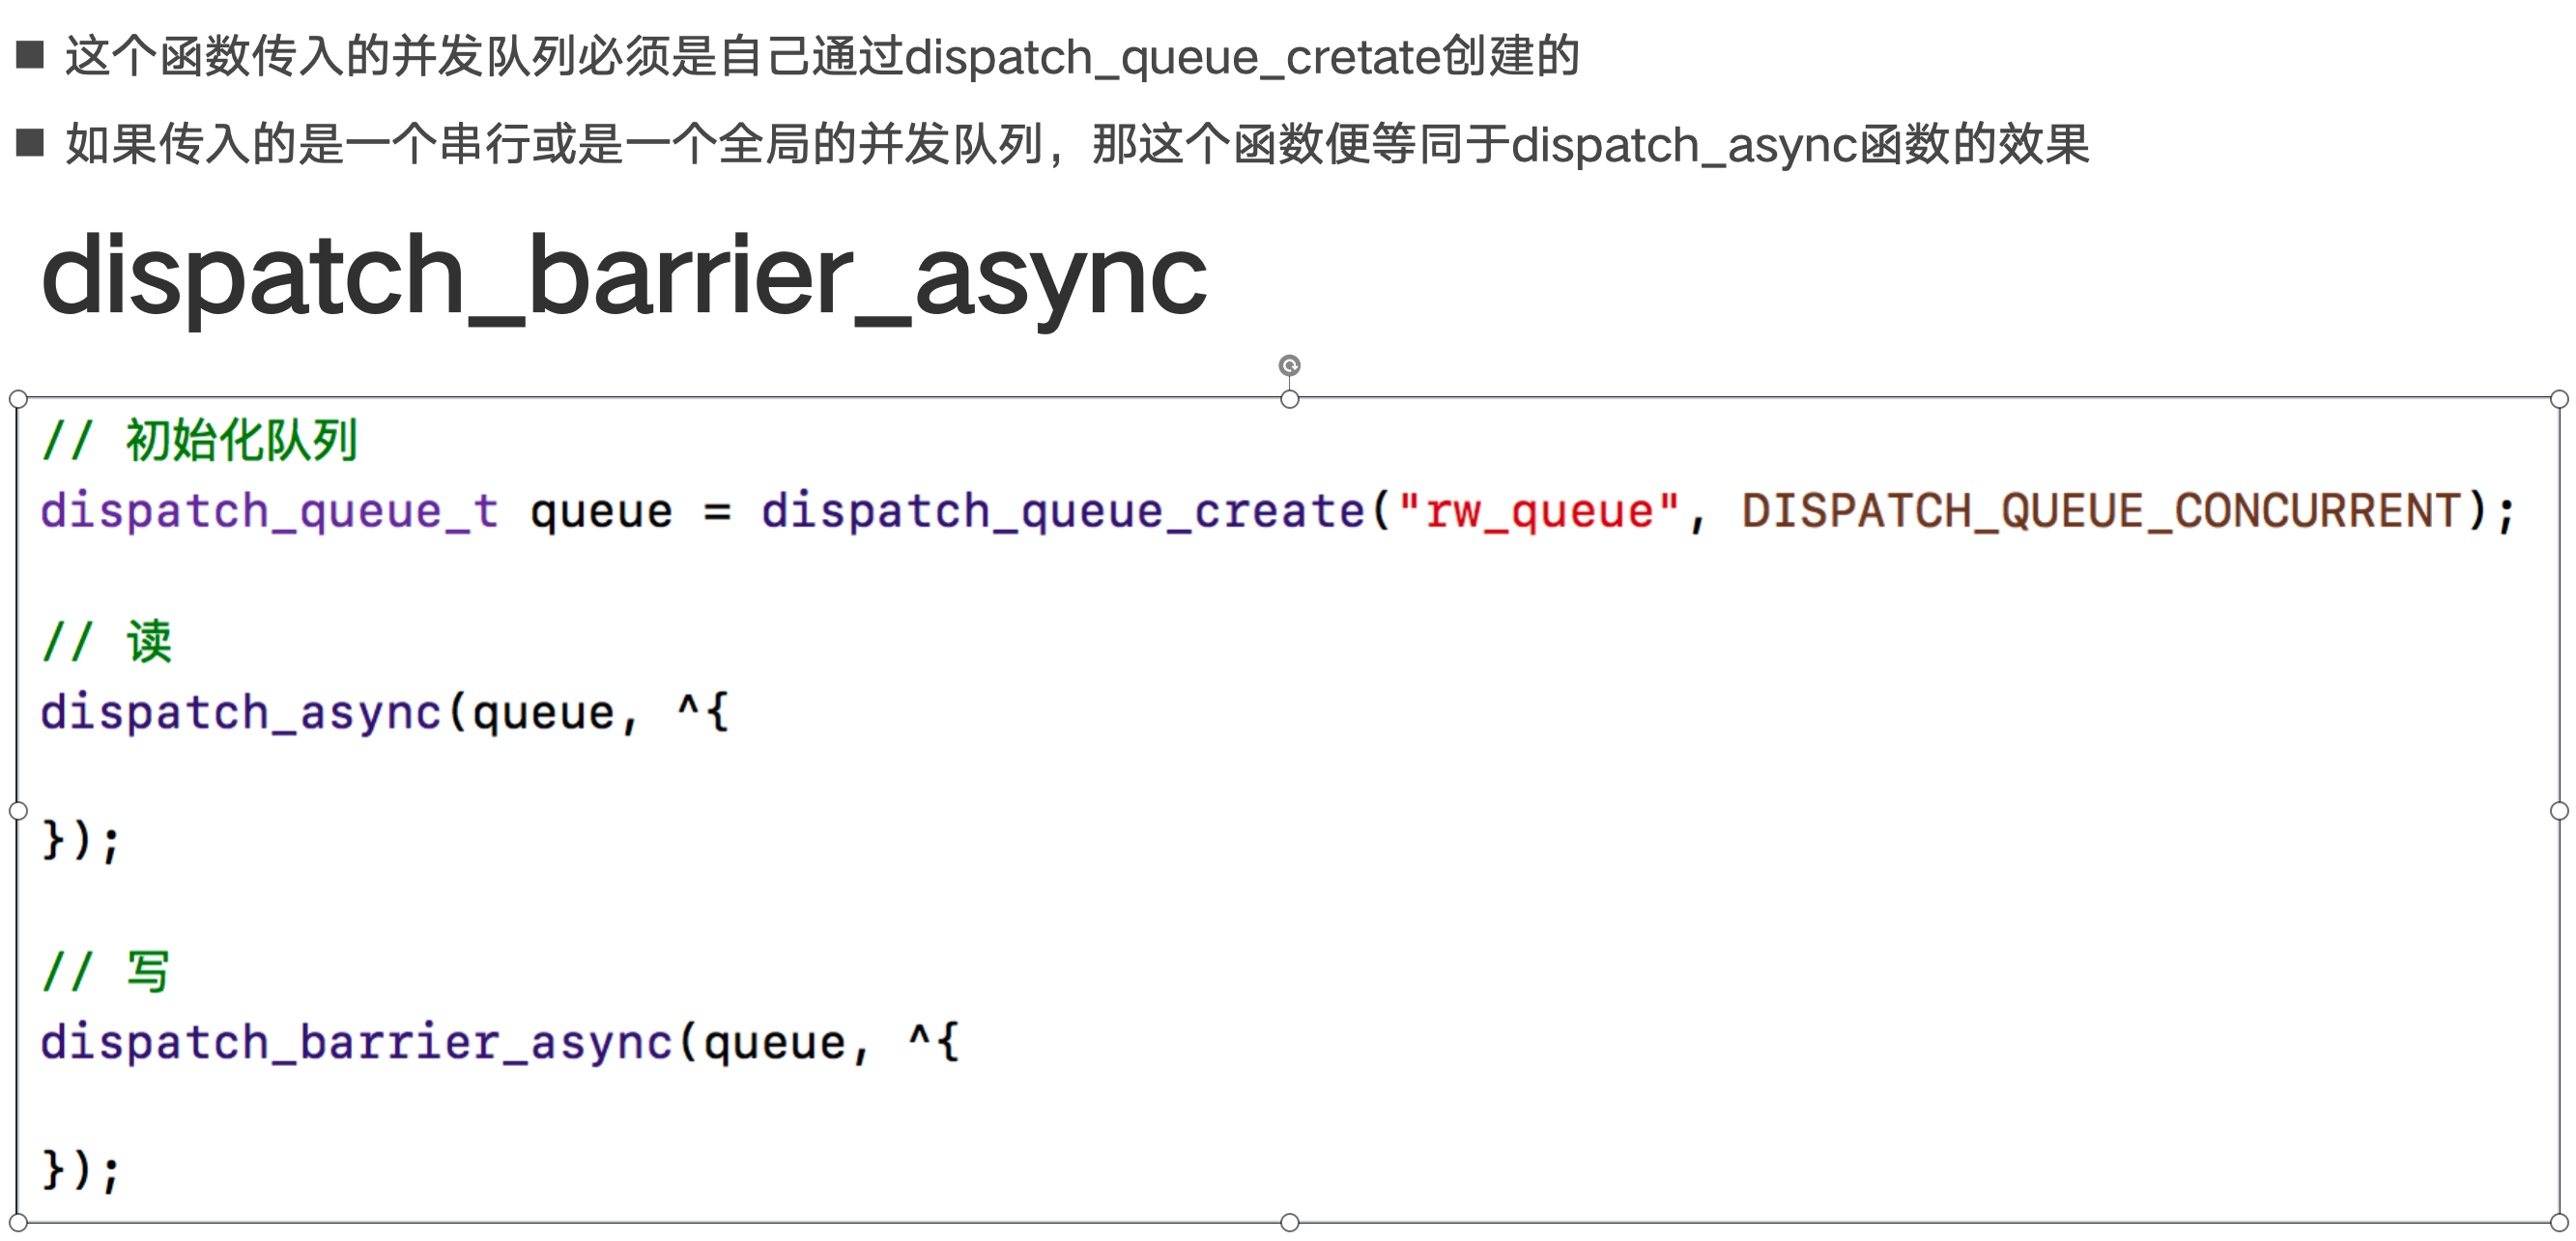 ■ 这个函数传入的并发队列必须是自己通过dispatch_queue_cretate创建的
■ 如果传入的是一个串行或是一个全局的并发队列，那这个函数便等同于dispatch_async函数的效果
dispatch_barrier_async
// 初始化队列
dispatch_queue_t queue = dispatch_queue_create("rw_queue", DISPATCH_QUEUE_CONCURRENT);
// 读
dispatch_async(queue, ^{
});
// 写
dispatch_barrier_async(queue, ^{
});